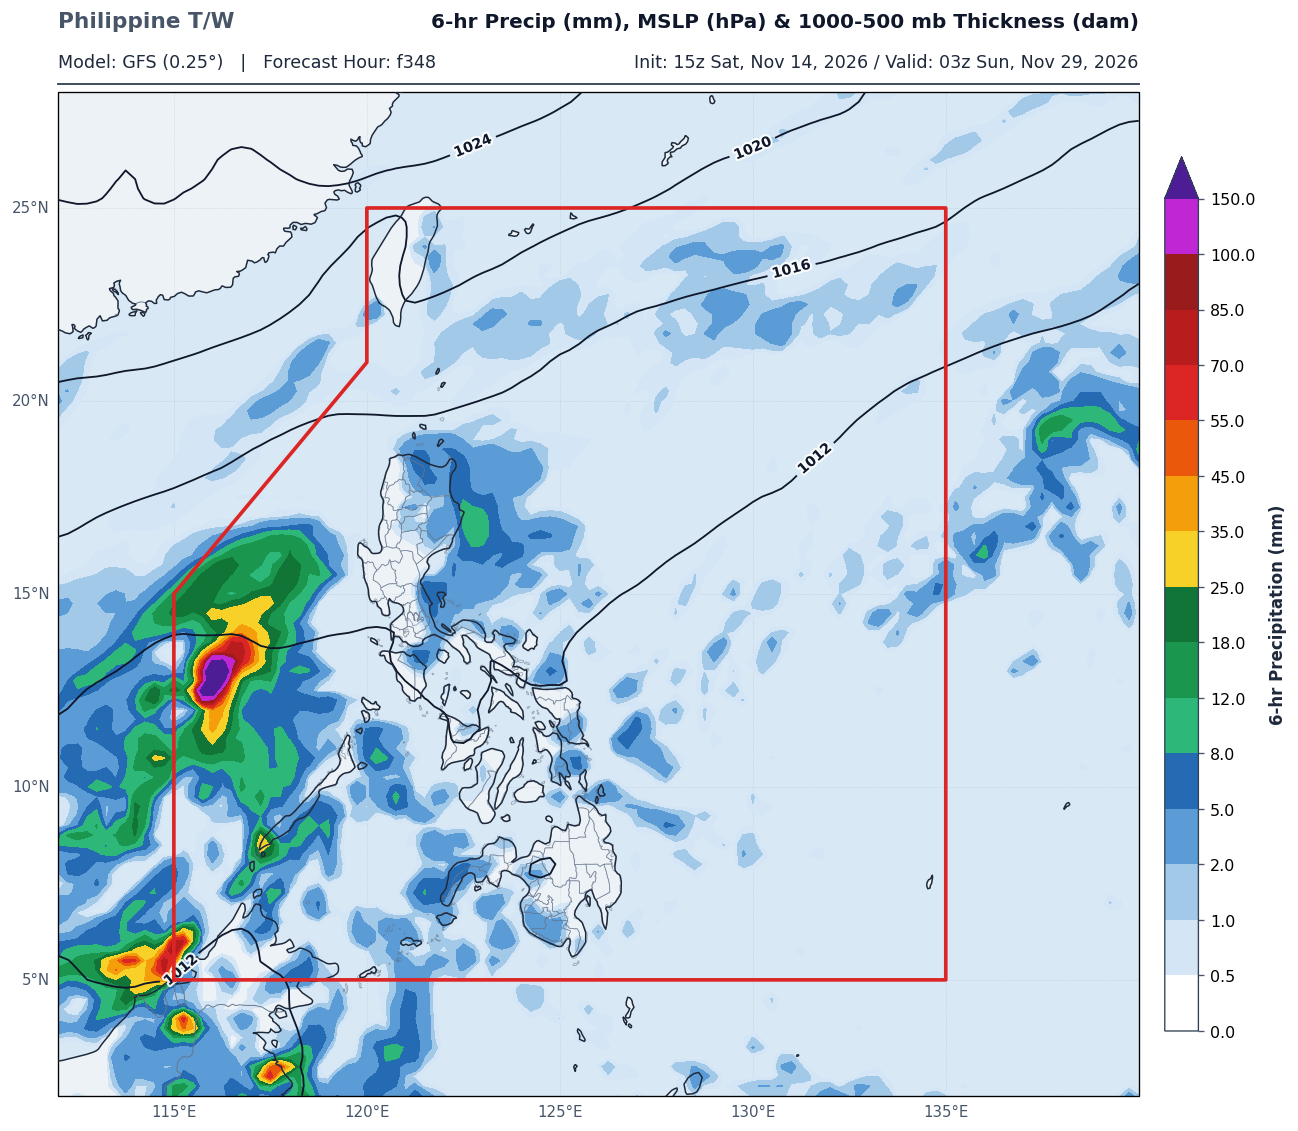 Philippine T/W
6-hr Precip (mm), MSLP (hPa) & 1000-500 mb Thickness (dam)
Model: GFS (0.25°) | Forecast Hour: f348
Init: 15z Sat, Nov 14, 2026 / Valid: 03z Sun, Nov 29, 2026
1024
1020
1016
1012
1012
25°N
20°N
15°N
10°N
5°N
115°E
120°E
125°E
130°E
135°E
150.0
100.0
85.0
70.0
55.0
45.0
35.0
25.0
18.0
12.0
8.0
5.0
2.0
1.0
0.5
0.0
6-hr Precipitation (mm)